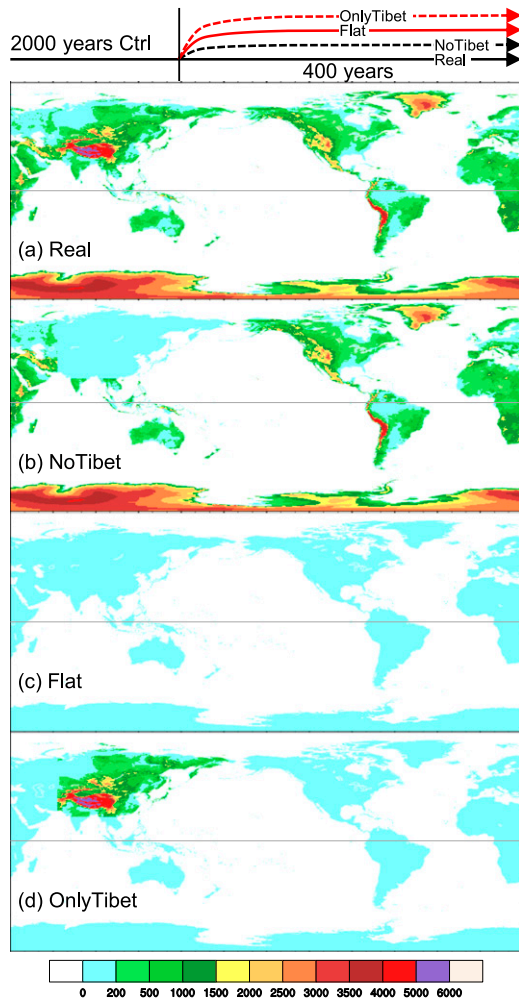 OnlyTibet
Flat
2000 years Ctrl
NoTibet
Real
400 years
(a) Real
(b) NoTibet
(c) Flat
(d) OnlyTibet
0 200 500 1000 1500 2000 2500 3000 3500 4000 5000 6000